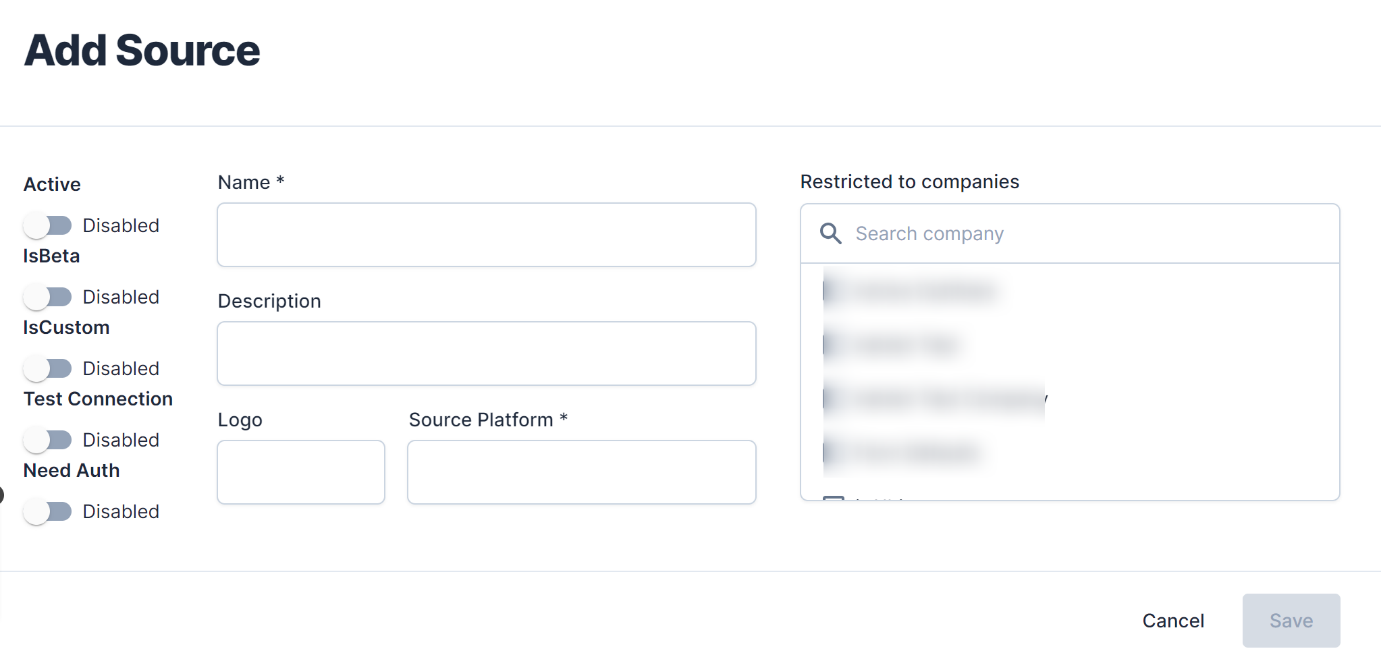 Add Source
Active
Disabled
IsBeta
Disabled
IsCustom
Disabled
Test Connection
Disabled
Need Auth
Disabled
Name *
Description
Logo
Source Platform *
Restricted to companies
Search company
Cancel
Save